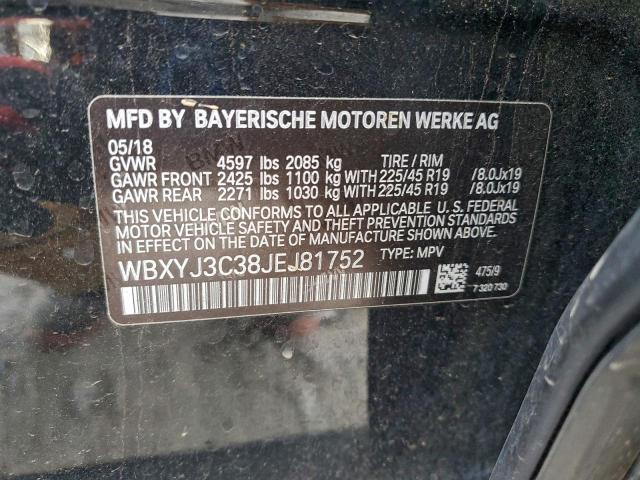 MFD BY BAYERISCHE MOTOREN WERKE AG
05/18
GVWR 4597 lbs 2085 kg TIRE / RIM
GAWR FRONT 2425 lbs 1100 kg WITH 225/45 R19 /8.0Jx19
GAWR REAR 2271 lbs 1030 kg WITH 225/45 R19 /8.0Jx19
THIS VEHICLE CONFORMS TO ALL APPLICABLE U. S. FEDERAL
MOTOR VEHICLE SAFETY AND THEFT PREVENTION STANDARDS
IN EFFECT ON THE DATE OF MANUFACTURE SHOWN ABOVE.
WBXYJ3C38JEJ81752 TYPE: MPV
475/9
7 320 730